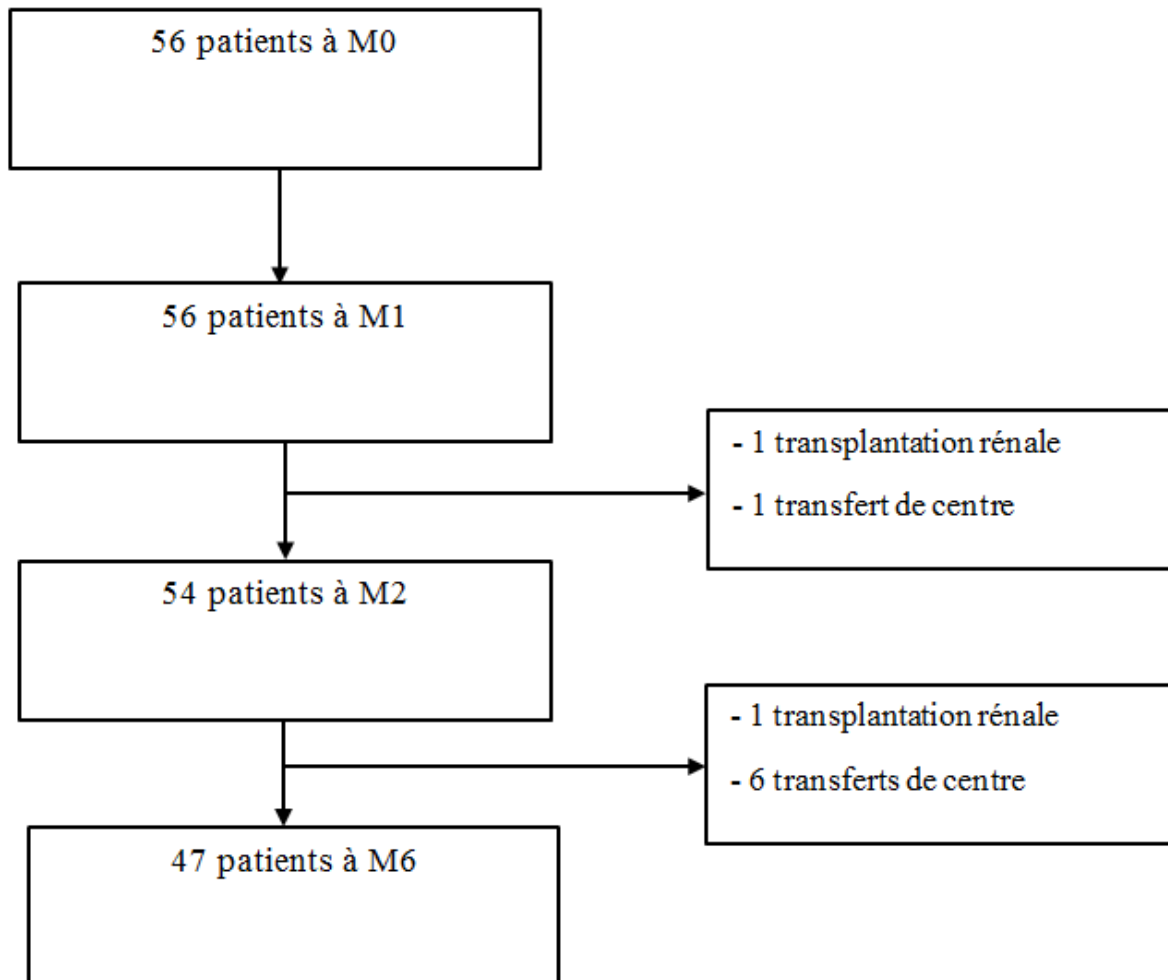 56 patients à M0
56 patients à M1
- 1 transplantation rénale
- 1 transfert de centre
54 patients à M2
- 1 transplantation rénale
- 6 transferts de centre
47 patients à M6